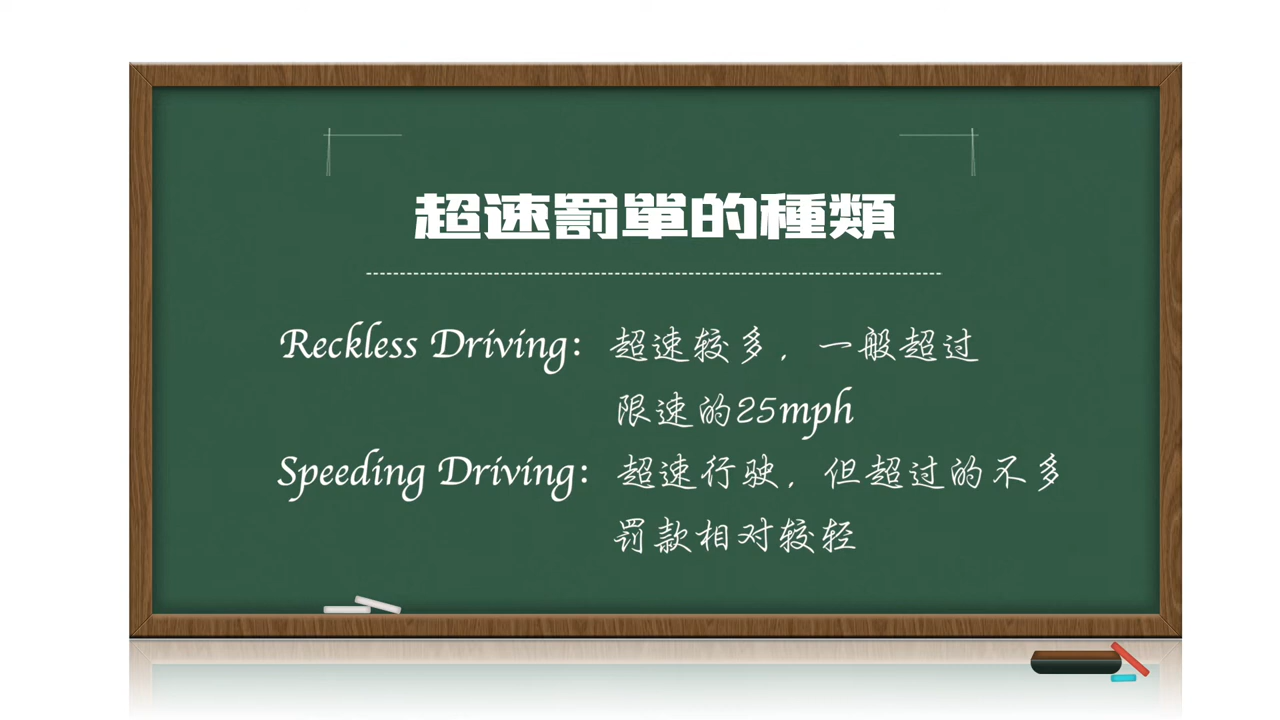 超速罰單的種類
Reckless Driving： 超速较多，一般超过
限速的25mph
Speeding Driving： 超速行驶，但超过的不多
罚款相对较轻